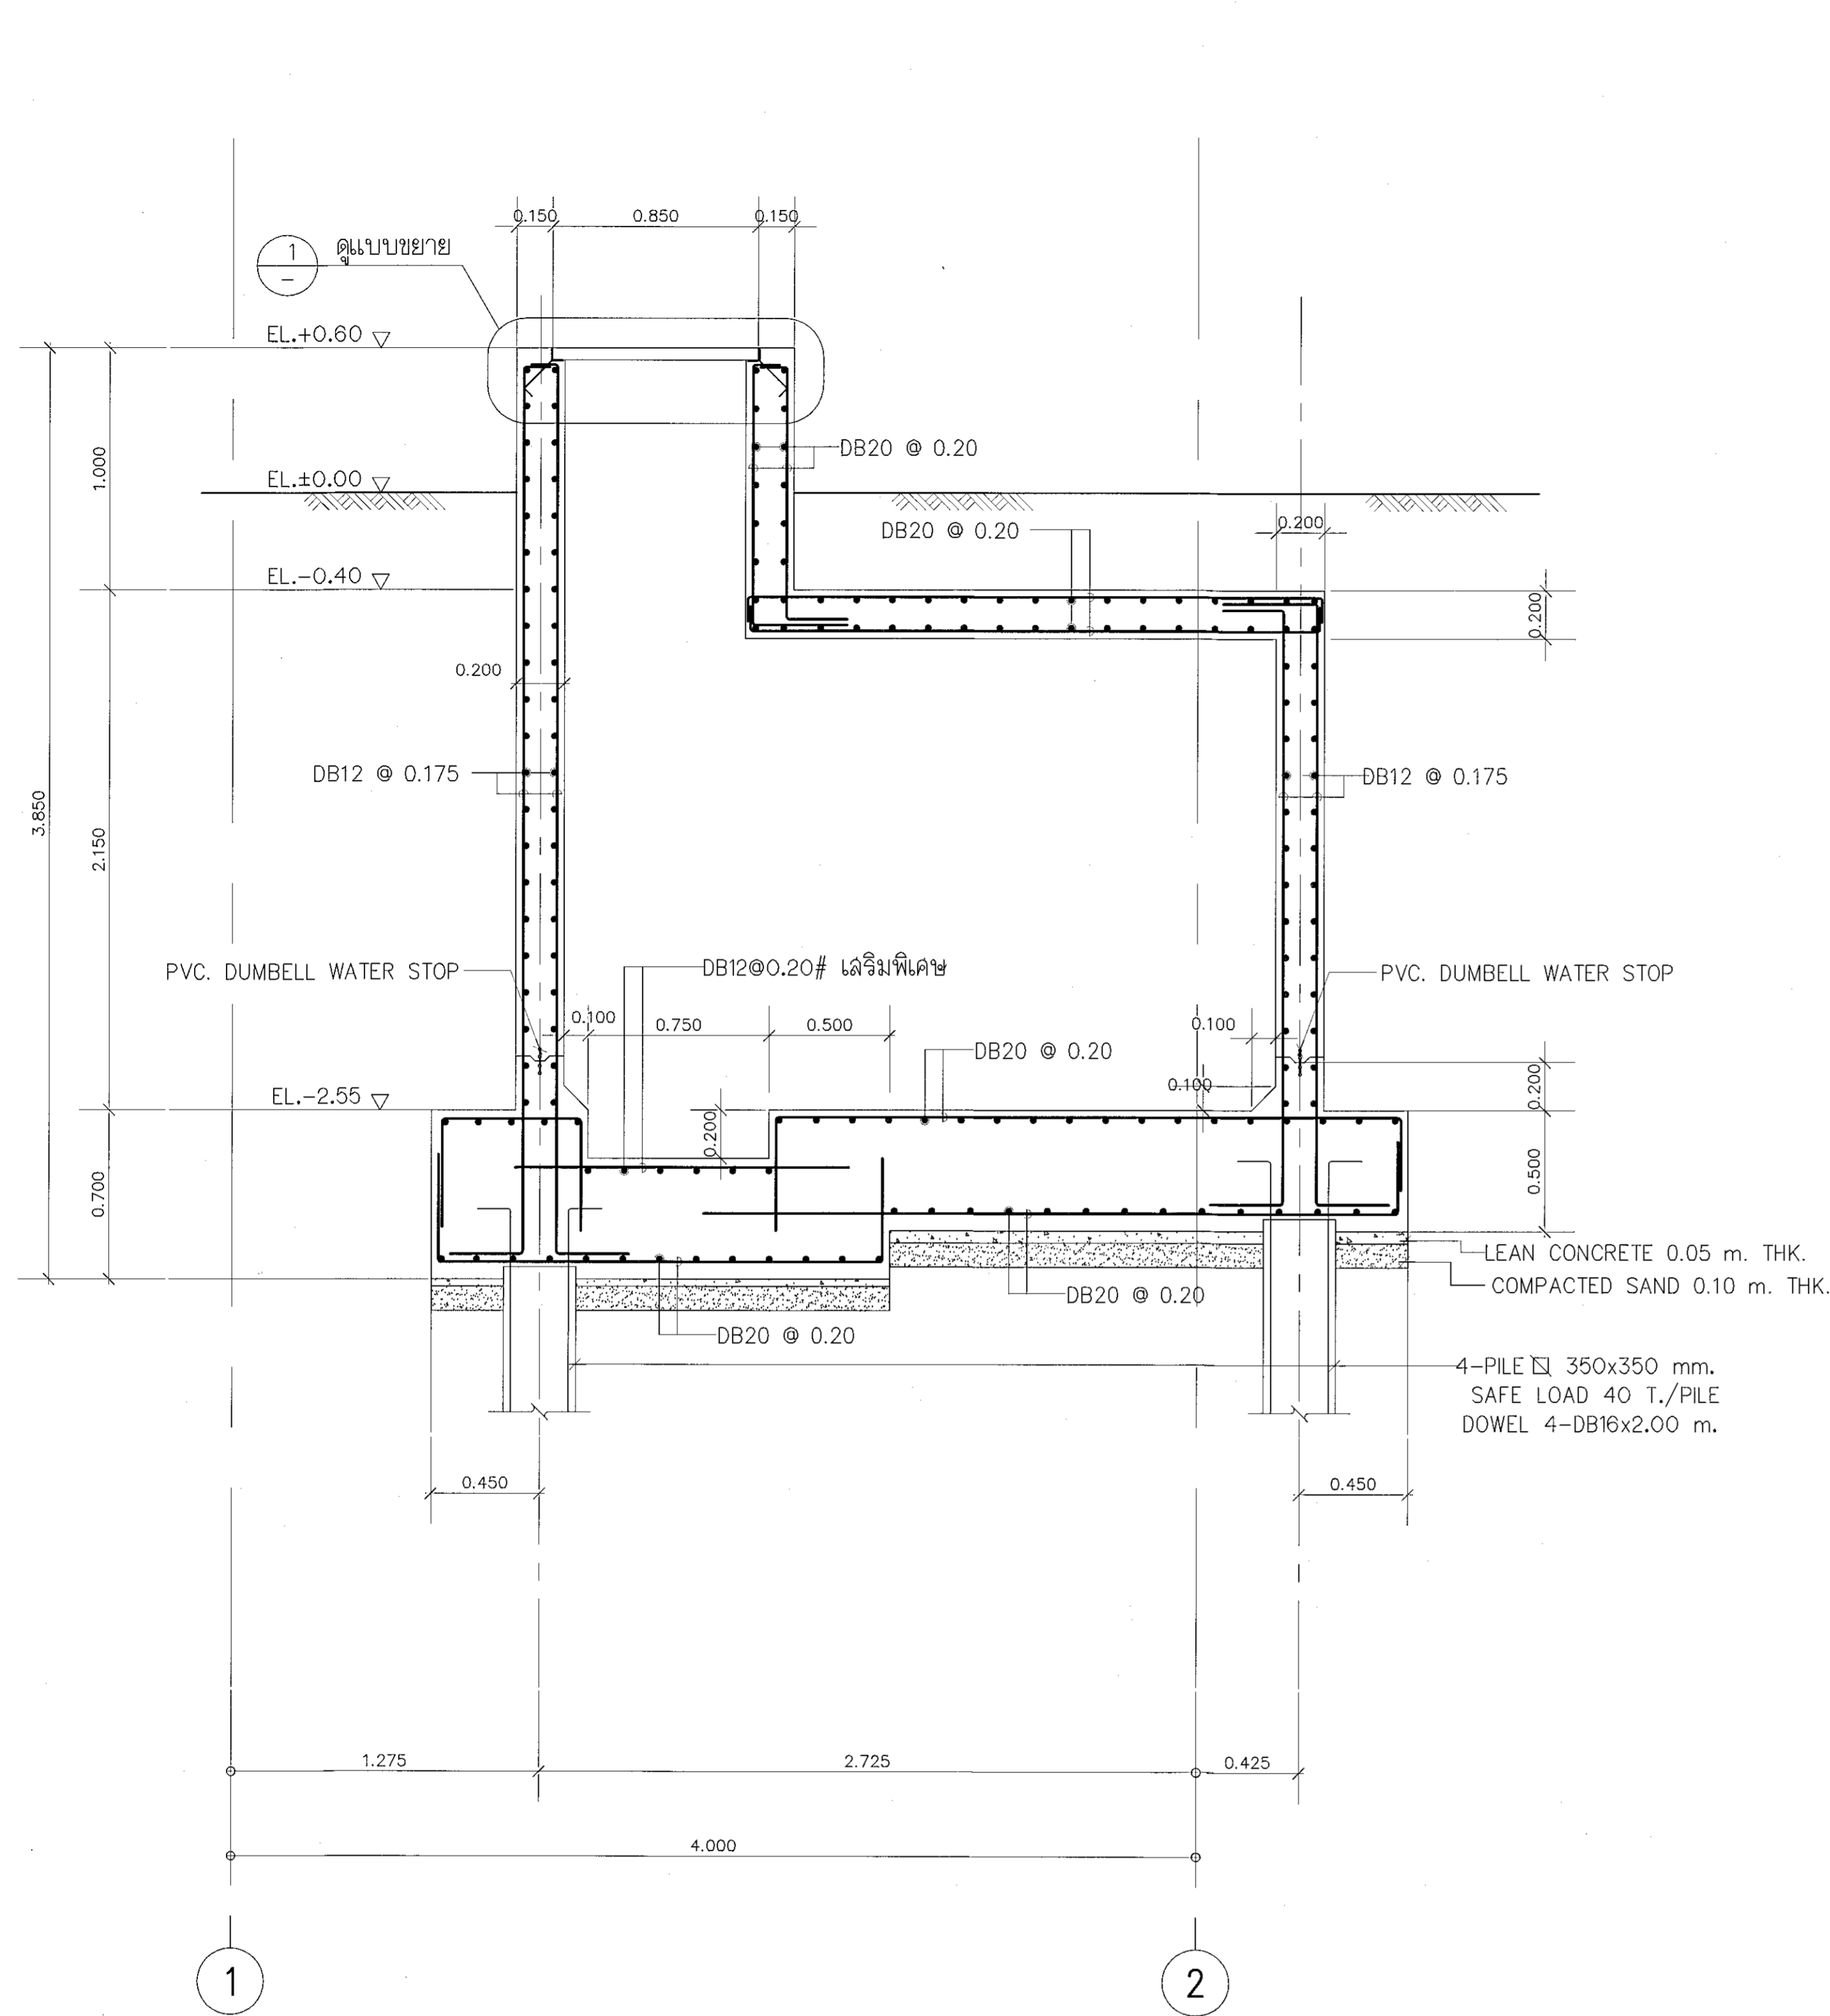 0.150
0.850
0.150
1
ดูแบบขยาย
-
EL.+0.60
1.000
DB20 @ 0.20
EL.±0.00
DB20 @ 0.20
0.200
EL.-0.40
0.200
0.200
DB12 @ 0.175
DB12 @ 0.175
3.850
2.150
PVC. DUMBELL WATER STOP
DB12@0.20# เสริมพิเศษ
PVC. DUMBELL WATER STOP
0.100
0.750
0.500
0.100
DB20 @ 0.20
0.100
0.200
EL.-2.55
0.200
0.700
0.500
LEAN CONCRETE 0.05 m. THK.
COMPACTED SAND 0.10 m. THK.
DB20 @ 0.20
DB20 @ 0.20
4-PILE 350x350 mm.
SAFE LOAD 40 T./PILE
DOWEL 4-DB16x2.00 m.
0.450
0.450
1.275
2.725
0.425
4.000
1
2